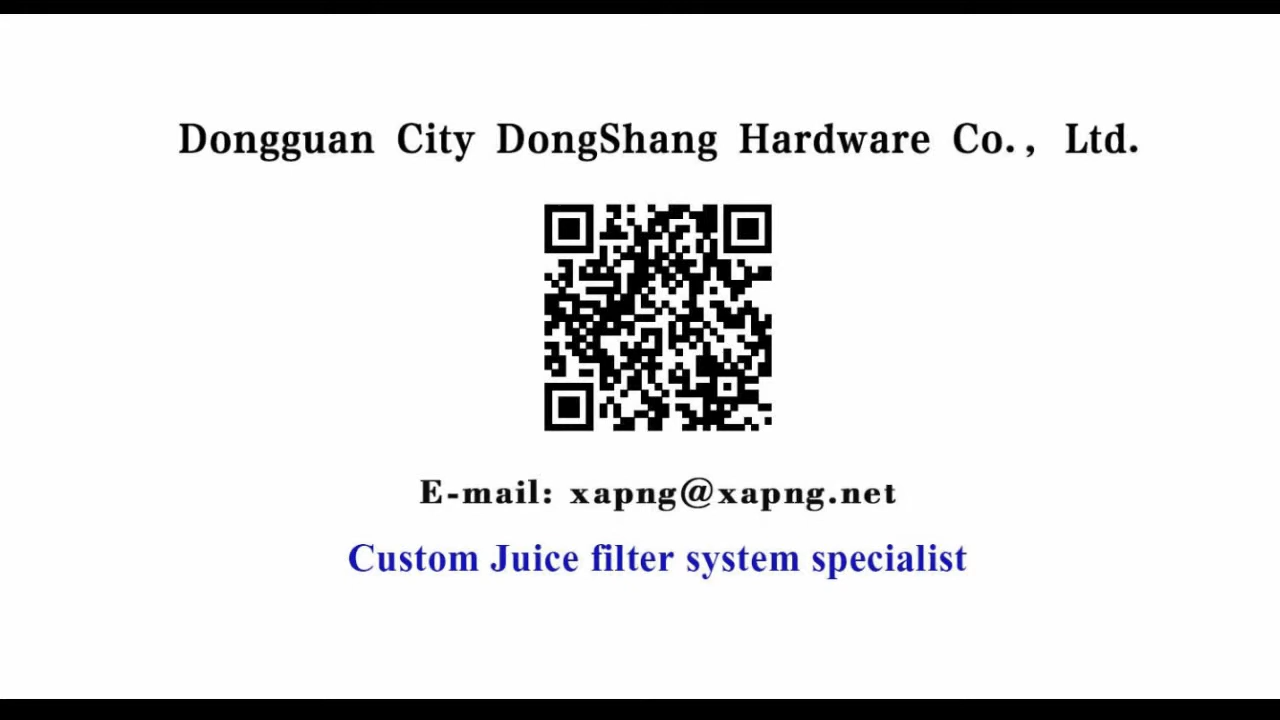 Dongguan City DongShang Hardware Co., Ltd.
E-mail: xapng@xapng.net
Custom Juice filter system specialist